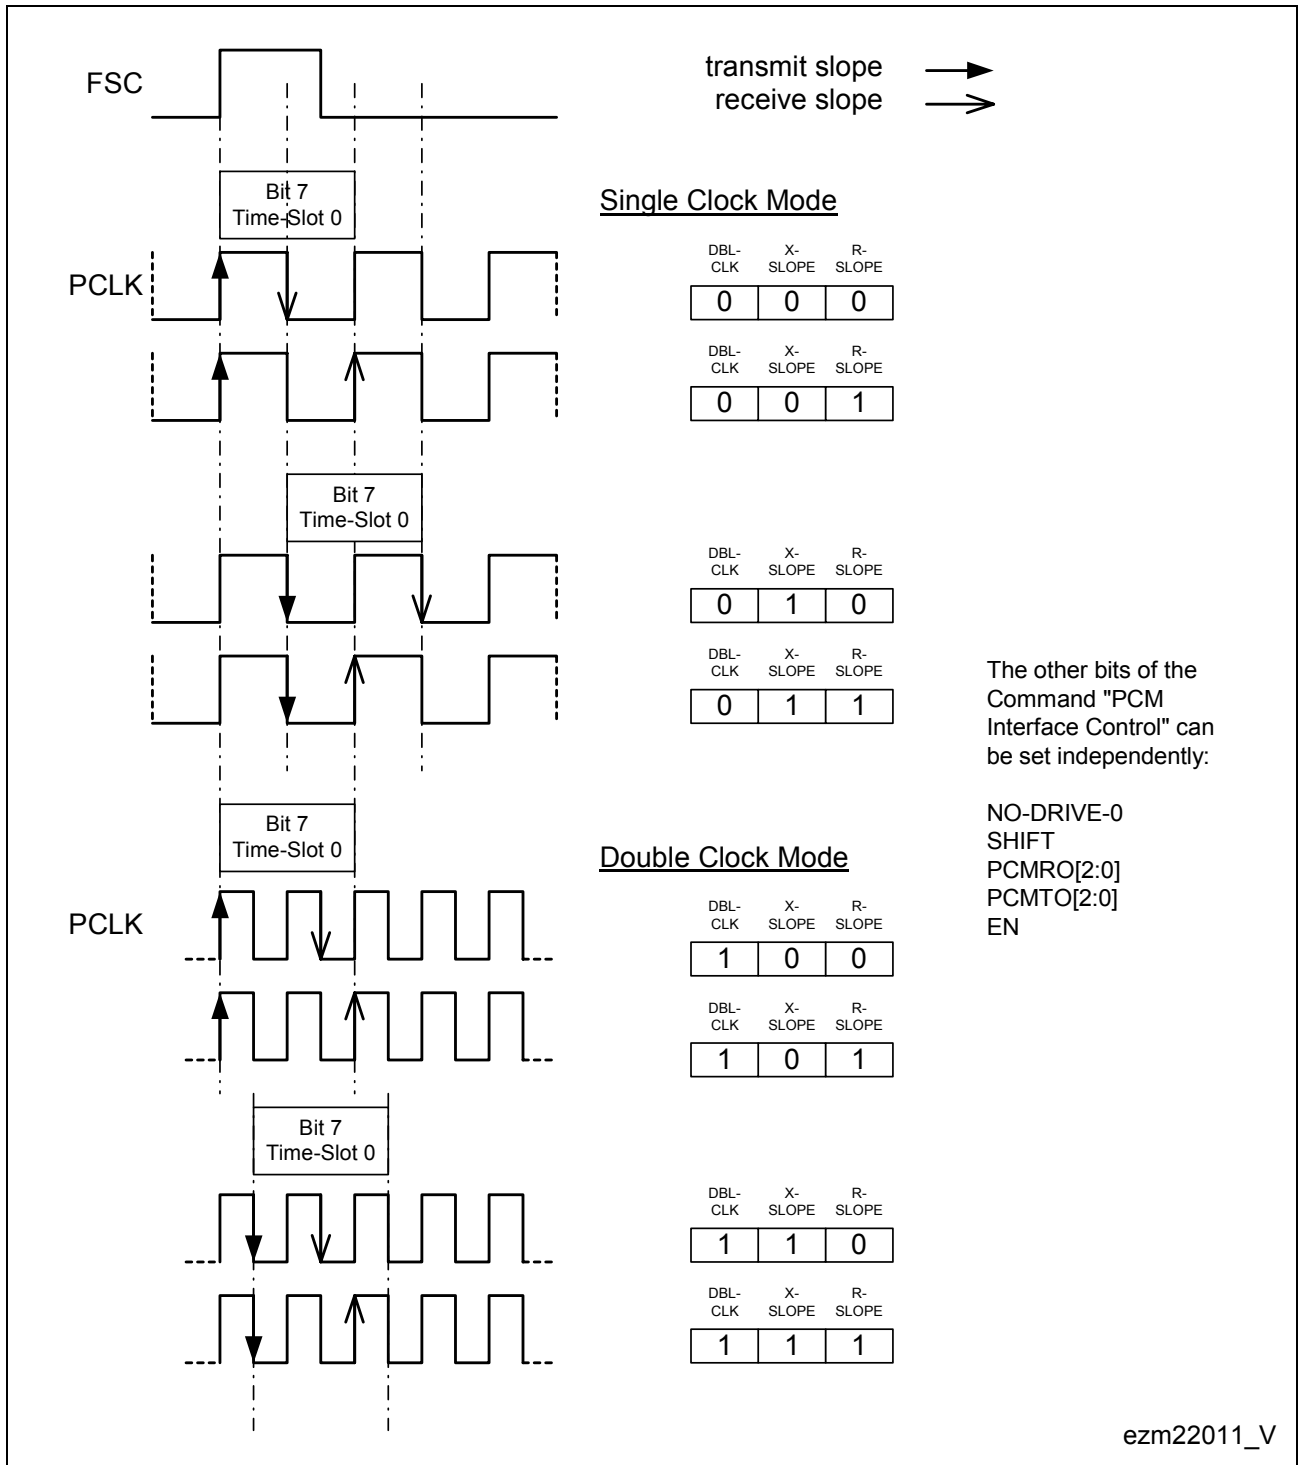 FSC
transmit slope
receive slope
Bit 7
Time-Slot 0
Single Clock Mode
PCLK
DBL-
CLK
X-
SLOPE
R-
SLOPE
0 0 0
DBL-
CLK
X-
SLOPE
R-
SLOPE
0 0 1
Bit 7
Time-Slot 0
DBL-
CLK
X-
SLOPE
R-
SLOPE
0 1 0
DBL-
CLK
X-
SLOPE
R-
SLOPE
0 1 1
The other bits of the
Command "PCM
Interface Control" can
be set independently:
NO-DRIVE-0
SHIFT
PCMRO[2:0]
PCMTO[2:0]
EN
Bit 7
Time-Slot 0
Double Clock Mode
PCLK
DBL-
CLK
X-
SLOPE
R-
SLOPE
1 0 0
DBL-
CLK
X-
SLOPE
R-
SLOPE
1 0 1
Bit 7
Time-Slot 0
DBL-
CLK
X-
SLOPE
R-
SLOPE
1 1 0
DBL-
CLK
X-
SLOPE
R-
SLOPE
1 1 1
ezm22011_V